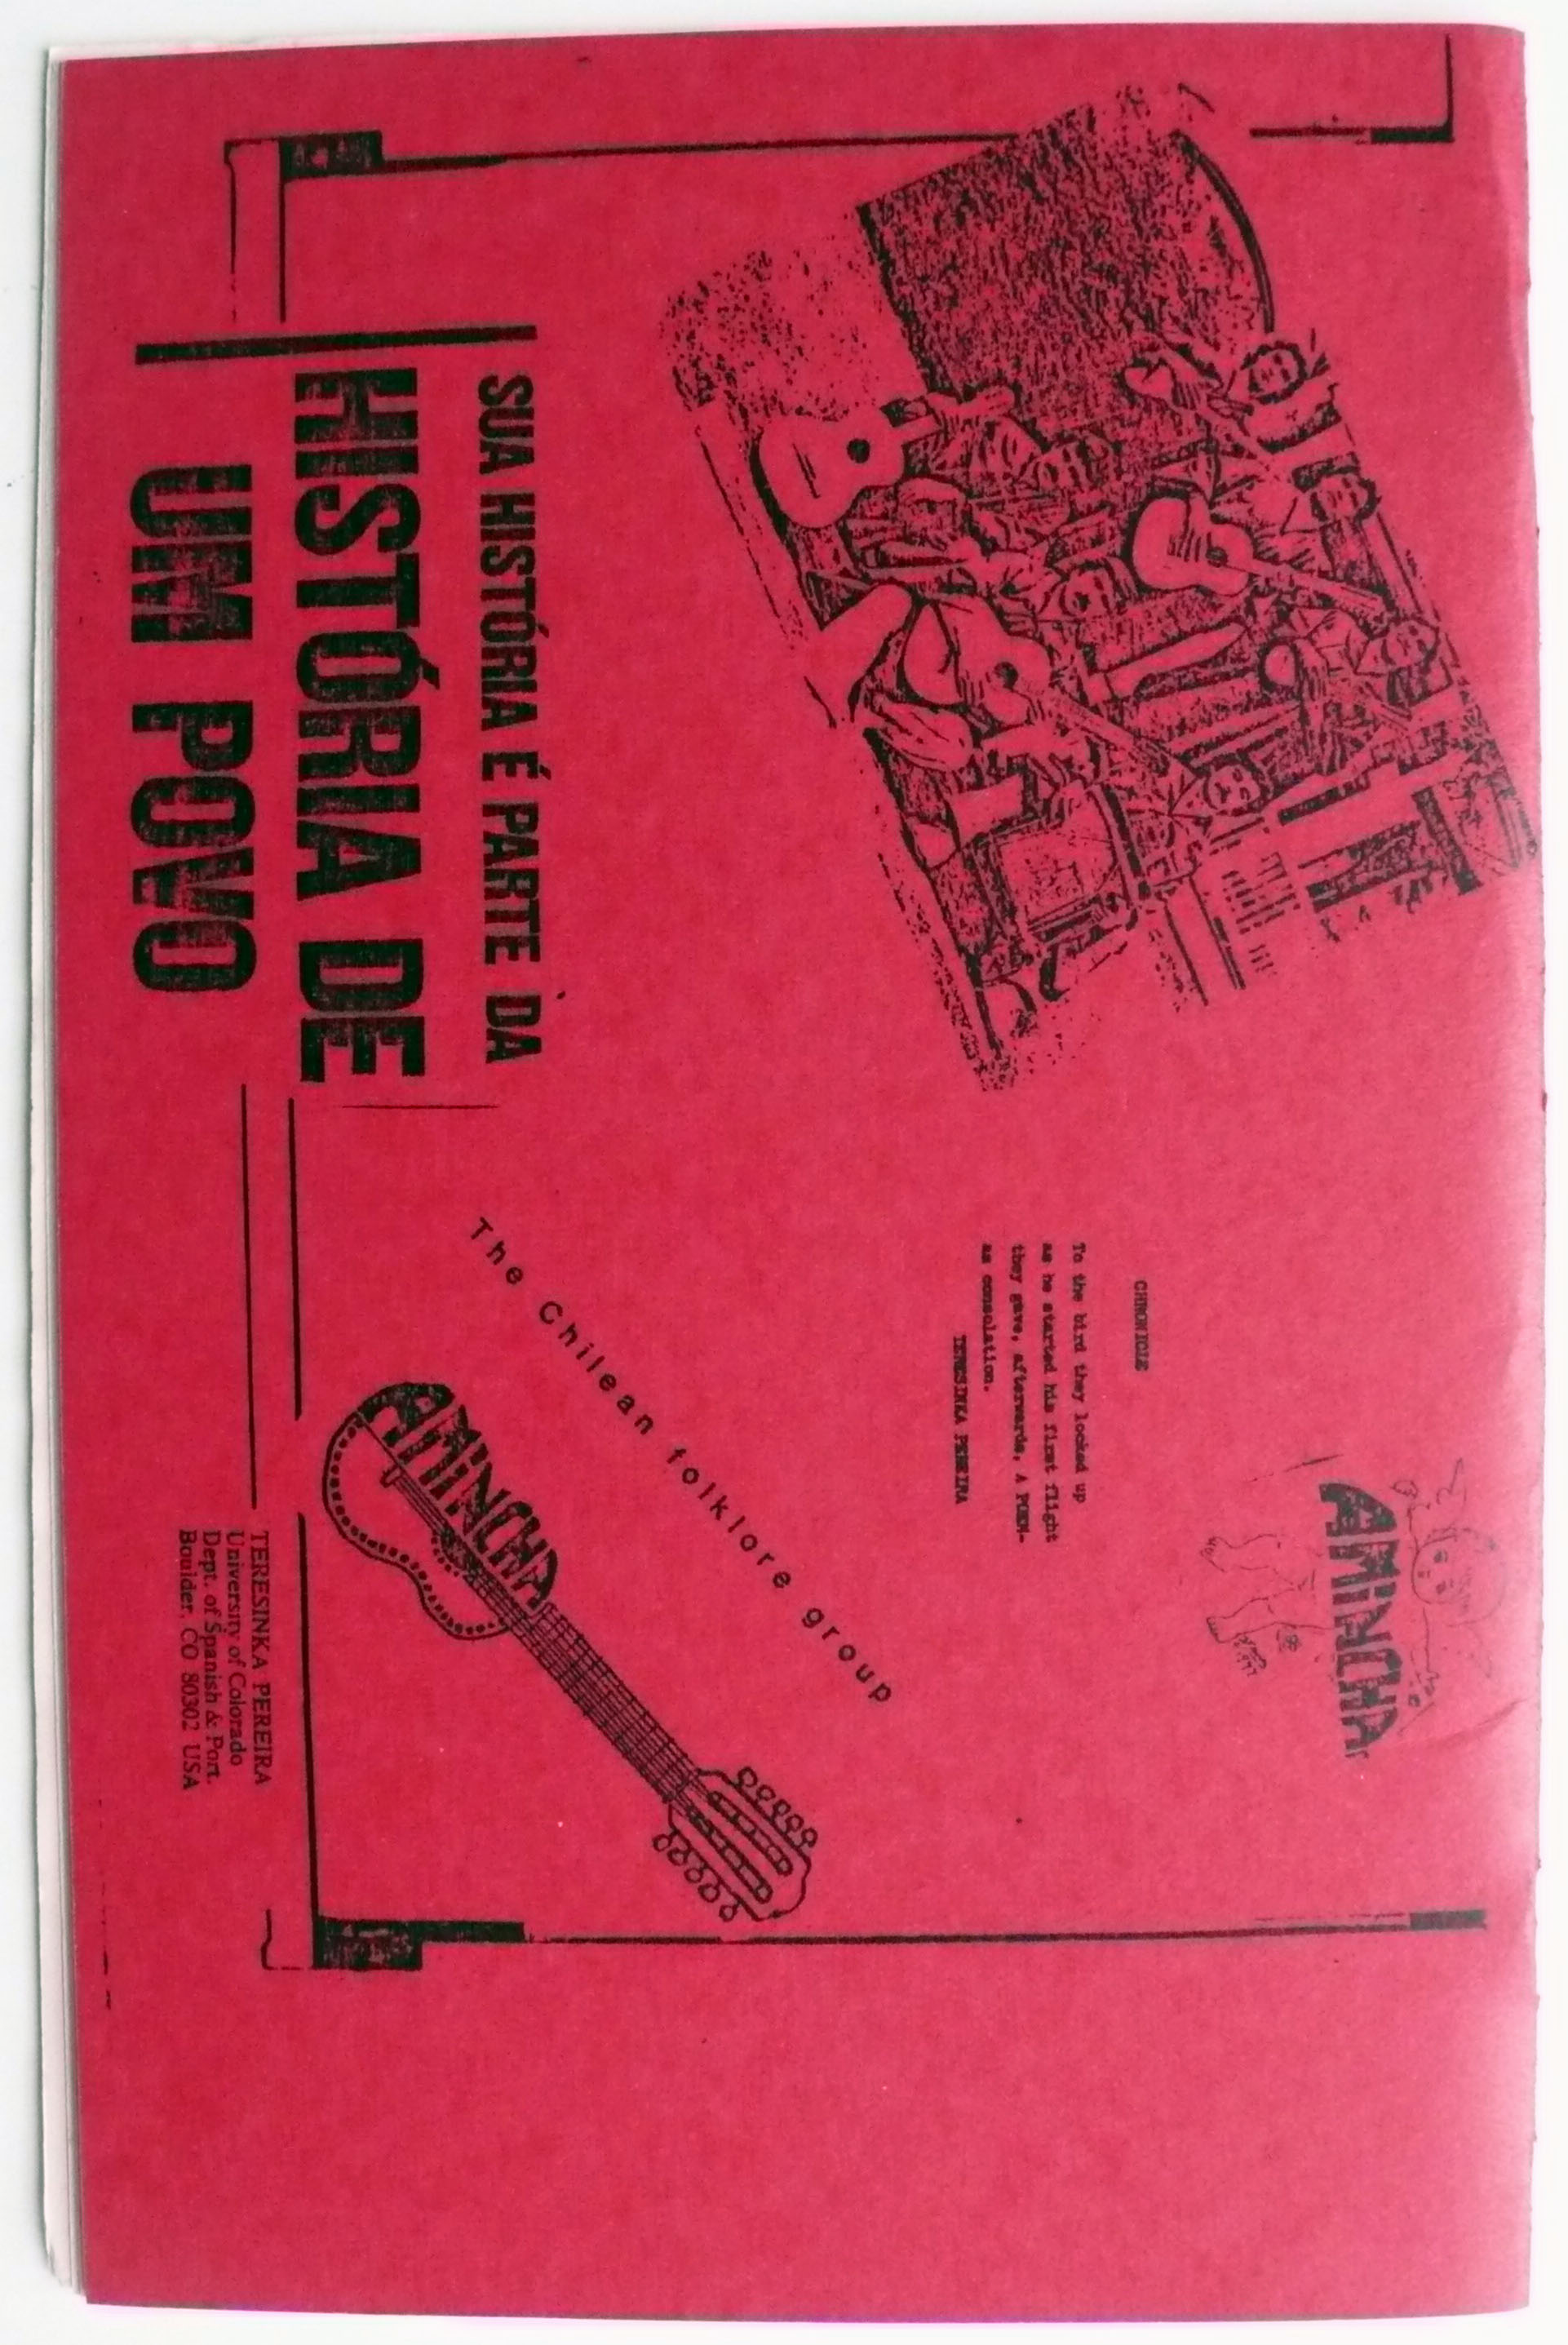 AMINCHA
CHRONICLE
To the bird they locked up
as he started his first flight
they gave, afterwards, A POEM-
as consolation.
TERESINKA PEREIRA
The Chilean folklore group
AMINCHA
SUA HISTÓRIA É PARTE DA
HISTÓRIA DE
UM POVO
TERESINKA PEREIRA
University of Colorado
Dept. of Spanish & Port.
Boulder, CO 80302 USA